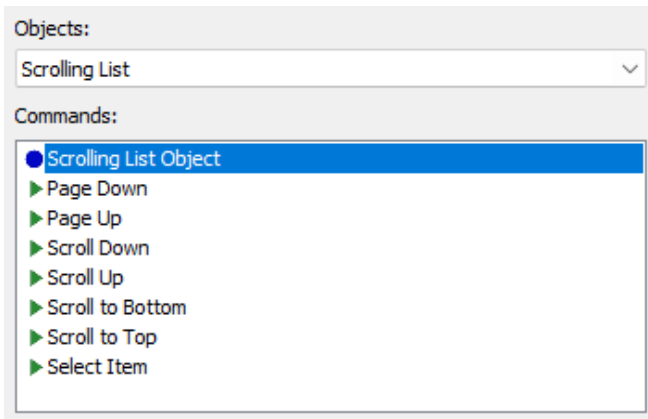 Objects:
Scrolling List
Commands:
Scrolling List Object
Page Down
Page Up
Scroll Down
Scroll Up
Scroll to Bottom
Scroll to Top
Select Item